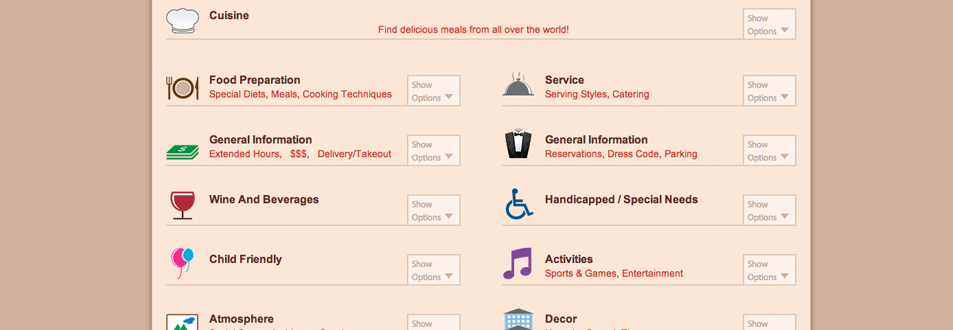 Cuisine
Find delicious meals from all over the world!
Show
Options
Food Preparation
Special Diets, Meals, Cooking Techniques
Show
Options
Service
Serving Styles, Catering
Show
Options
General Information
Extended Hours, $$$, Delivery/Takeout
Show
Options
General Information
Reservations, Dress Code, Parking
Show
Options
Wine And Beverages
Show
Options
Handicapped / Special Needs
Show
Options
Child Friendly
Show
Options
Activities
Sports & Games, Entertainment
Show
Options
Atmosphere
Show
Decor
Show